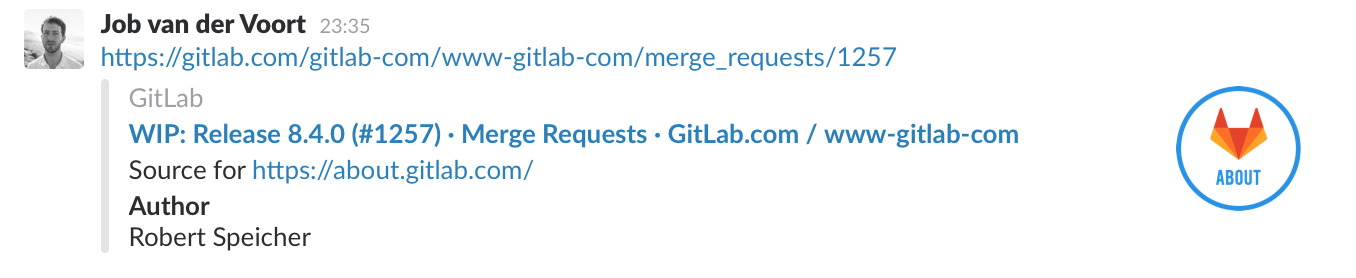 Job van der Voort 23:35
https://gitlab.com/gitlab-com/www-gitlab-com/merge_requests/1257
GitLab
WIP: Release 8.4.0 (#1257) · Merge Requests · GitLab.com / www-gitlab-com
Source for https://about.gitlab.com/
Author
Robert Speicher
ABOUT